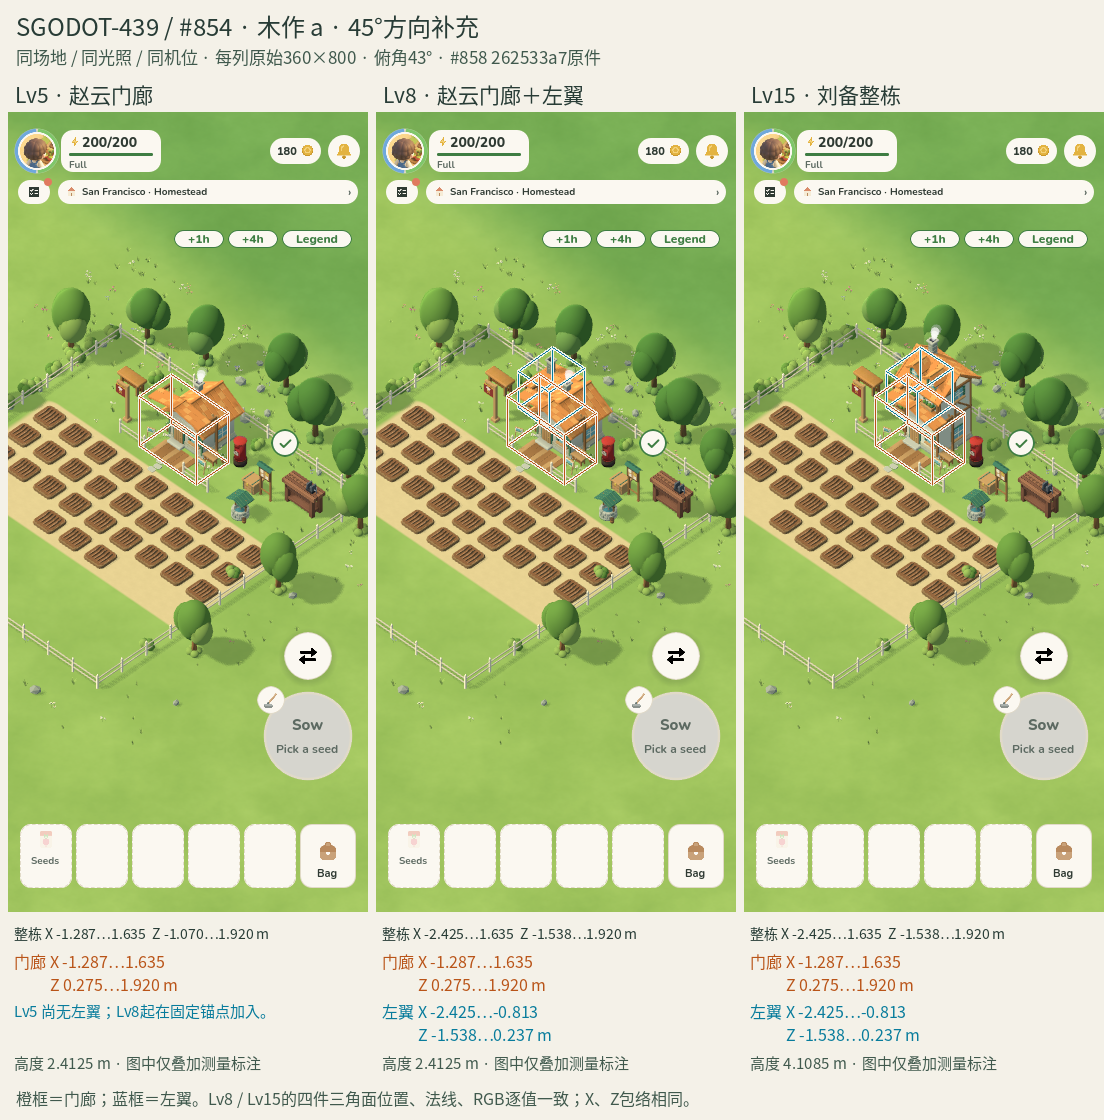 SGODOT-439 / #854 · 木作 a · 45°方向补充
同场地 / 同光照 / 同机位 · 每列原始360×800 · 俯角43° · #858 262533a7原件
Lv5 · 赵云门廊
200/200
Full
180
San Francisco · Homestead
+1h
+4h
Legend
Sow
Pick a seed
Seeds
Bag
整栋 X -1.287…1.635 Z -1.070…1.920 m
门廊 X -1.287…1.635
Z 0.275…1.920 m
Lv5 尚无左翼；Lv8起在固定锚点加入。
高度 2.4125 m · 图中仅叠加测量标注
Lv8 · 赵云门廊＋左翼
200/200
Full
180
San Francisco · Homestead
+1h
+4h
Legend
Sow
Pick a seed
Seeds
Bag
整栋 X -2.425…1.635 Z -1.538…1.920 m
门廊 X -1.287…1.635
Z 0.275…1.920 m
左翼 X -2.425…-0.813
Z -1.538…0.237 m
高度 2.4125 m · 图中仅叠加测量标注
Lv15 · 刘备整栋
200/200
Full
180
San Francisco · Homestead
+1h
+4h
Legend
Sow
Pick a seed
Seeds
Bag
整栋 X -2.425…1.635 Z -1.538…1.920 m
门廊 X -1.287…1.635
Z 0.275…1.920 m
左翼 X -2.425…-0.813
Z -1.538…0.237 m
高度 4.1085 m · 图中仅叠加测量标注
橙框＝门廊；蓝框＝左翼。Lv8 / Lv15的四件三角面位置、法线、RGB逐值一致；X、Z包络相同。